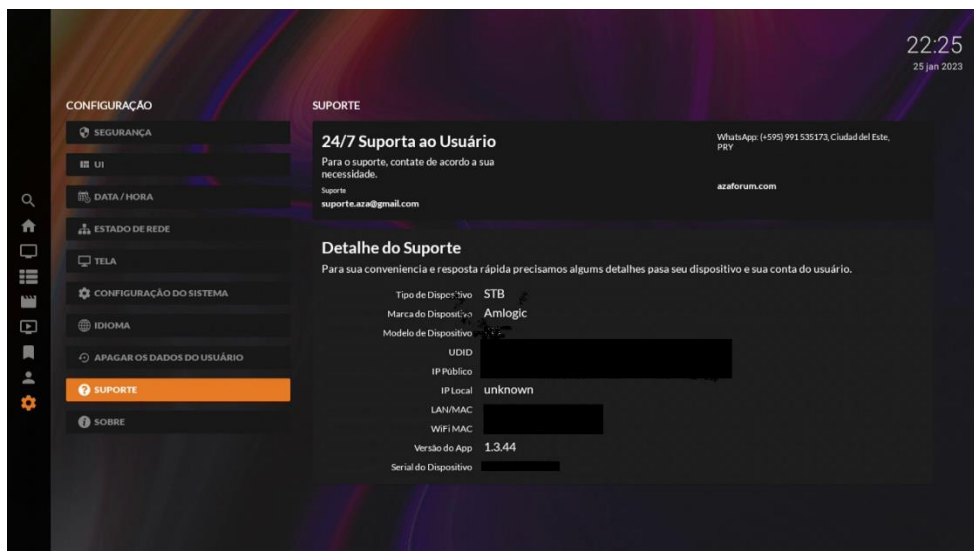 22:25
25 jan 2023
CONFIGURAÇÃO
SEGURANÇA
UI
DATA / HORA
ESTADO DE REDE
TELA
CONFIGURAÇÃO DO SISTEMA
IDIOMA
APAGAR OS DADOS DO USUÁRIO
SUPORTE
SOBRE
SUPORTE
24/7 Suporta ao Usuário
Para o suporte, contate de acordo a sua
necessidade.
Suporte
suporte.aza@gmail.com
WhatsApp: (+595) 991 535173, Ciudad del Este,
PRY
azaforum.com
Detalhe do Suporte
Para sua conveniencia e resposta rápida precisamos algums detalhes pasa seu dispositivo e sua conta do usuário.
Tipo de Dispositivo STB
Marca do Dispositivo Amlogic
Modelo de Dispositivo
UDID
IP Público
IP Local unknown
LAN/MAC
WiFi MAC
Versão do App 1.3.44
Serial do Dispositivo